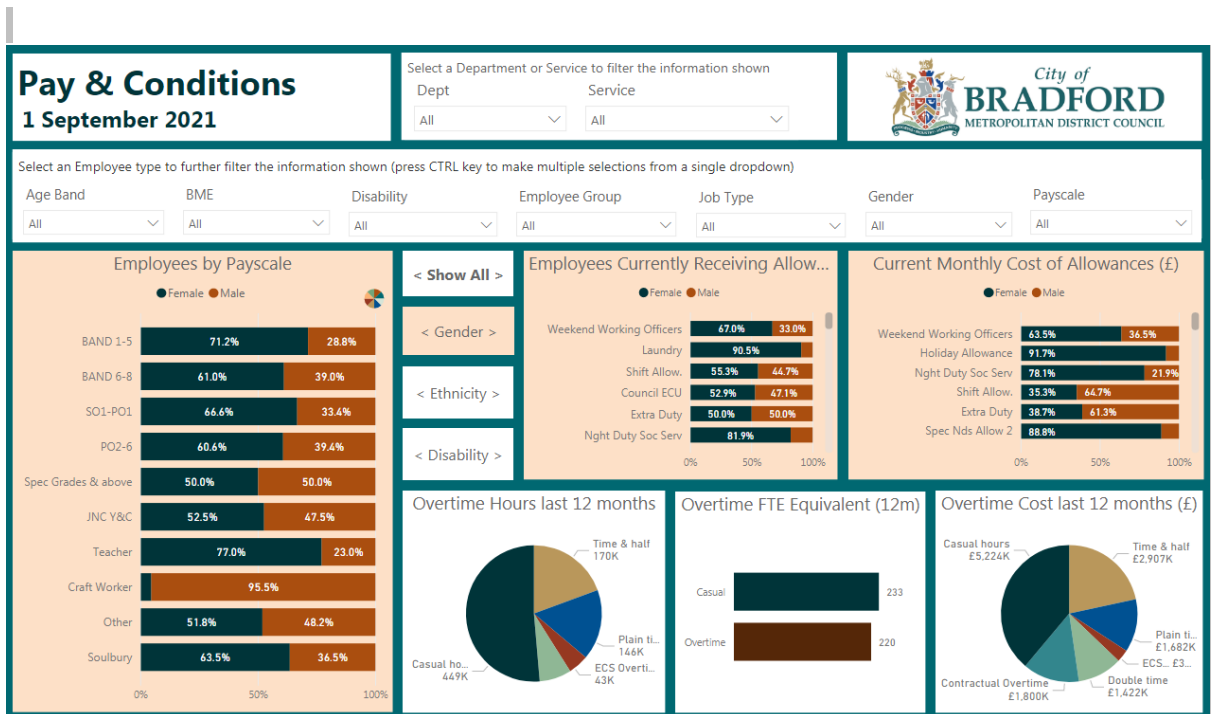 Pay & Conditions
1 September 2021
Select a Department or Service to filter the information shown
Dept Service
All All
City of
BRADFORD
METROPOLITAN DISTRICT COUNCIL
Select an Employee type to further filter the information shown (press CTRL key to make multiple selections from a single dropdown)
Age Band BME Disability Employee Group Job Type Gender Payscale
All All All All All All All
Employees by Payscale
Female Male
BAND 1-5 71.2% 28.8%
BAND 6-8 61.0% 39.0%
SO1-PO1 66.6% 33.4%
PO2-6 60.6% 39.4%
Spec Grades & above 50.0% 50.0%
JNC Y&C 52.5% 47.5%
Teacher 77.0% 23.0%
Craft Worker 95.5%
Other 51.8% 48.2%
Soulbury 63.5% 36.5%
0% 50% 100%
< Show All >
< Gender >
< Ethnicity >
< Disability >
Employees Currently Receiving Allow...
Female Male
Weekend Working Officers 67.0% 33.0%
Laundry 90.5%
Shift Allow. 55.3% 44.7%
Council ECU 52.9% 47.1%
Extra Duty 50.0% 50.0%
Nght Duty Soc Serv 81.9%
0% 50% 100%
Current Monthly Cost of Allowances (£)
Female Male
Weekend Working Officers 63.5% 36.5%
Holiday Allowance 91.7%
Nght Duty Soc Serv 78.1% 21.9%
Shift Allow. 35.3% 64.7%
Extra Duty 38.7% 61.3%
Spec Nds Allow 2 88.8%
0% 50% 100%
Overtime Hours last 12 months
Time & half
170K
Plain ti...
146K
ECS Overti...
43K
Casual ho...
449K
Overtime FTE Equivalent (12m)
Casual 233
Overtime 220
Overtime Cost last 12 months (£)
Casual hours
£5,224K
Time & half
£2,907K
Plain ti...
£1,682K
ECS... £3...
Double time
£1,422K
Contractual Overtime
£1,800K